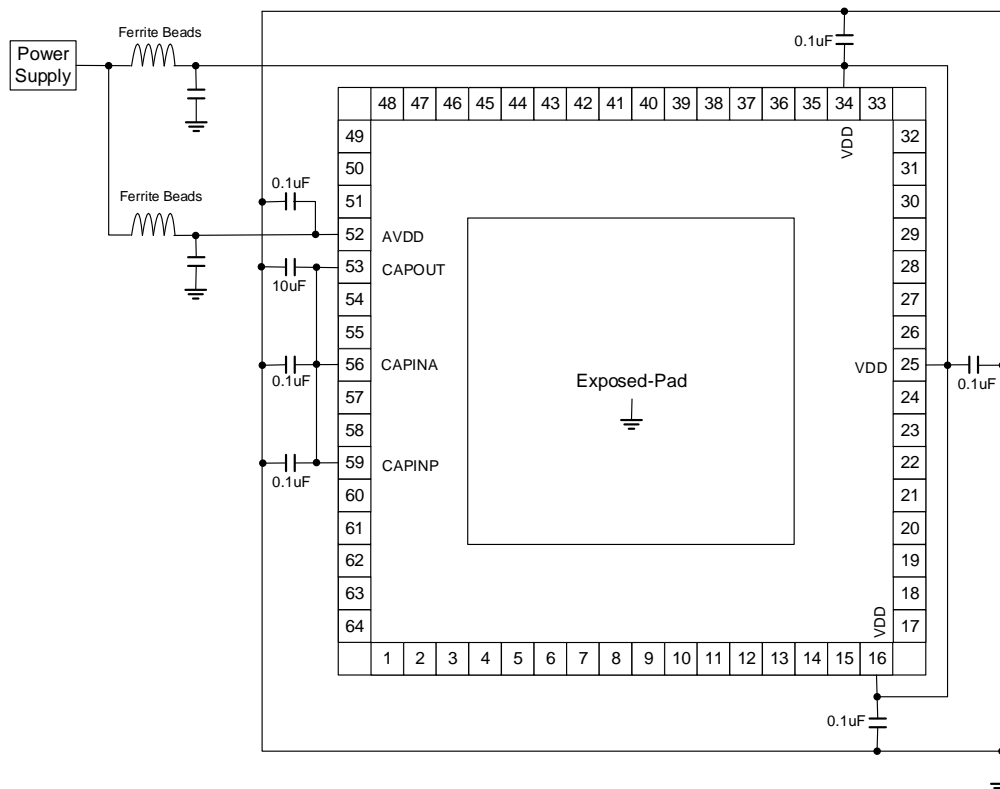 Ferrite Beads
Power
Supply
0.1uF
48 47 46 45 44 43 42 41 40 39 38 37 36 35 34 33
VDD
49
50
51
52
53
54
55
56
57
58
59
60
61
62
63
64
0.1uF
Ferrite Beads
AVDD
CAPOUT
10uF
CAPINA
0.1uF
CAPINP
0.1uF
Exposed-Pad
32
31
30
29
28
27
26
25
24
23
22
21
20
19
18
17
VDD
0.1uF
VDD
1 2 3 4 5 6 7 8 9 10 11 12 13 14 15 16
0.1uF